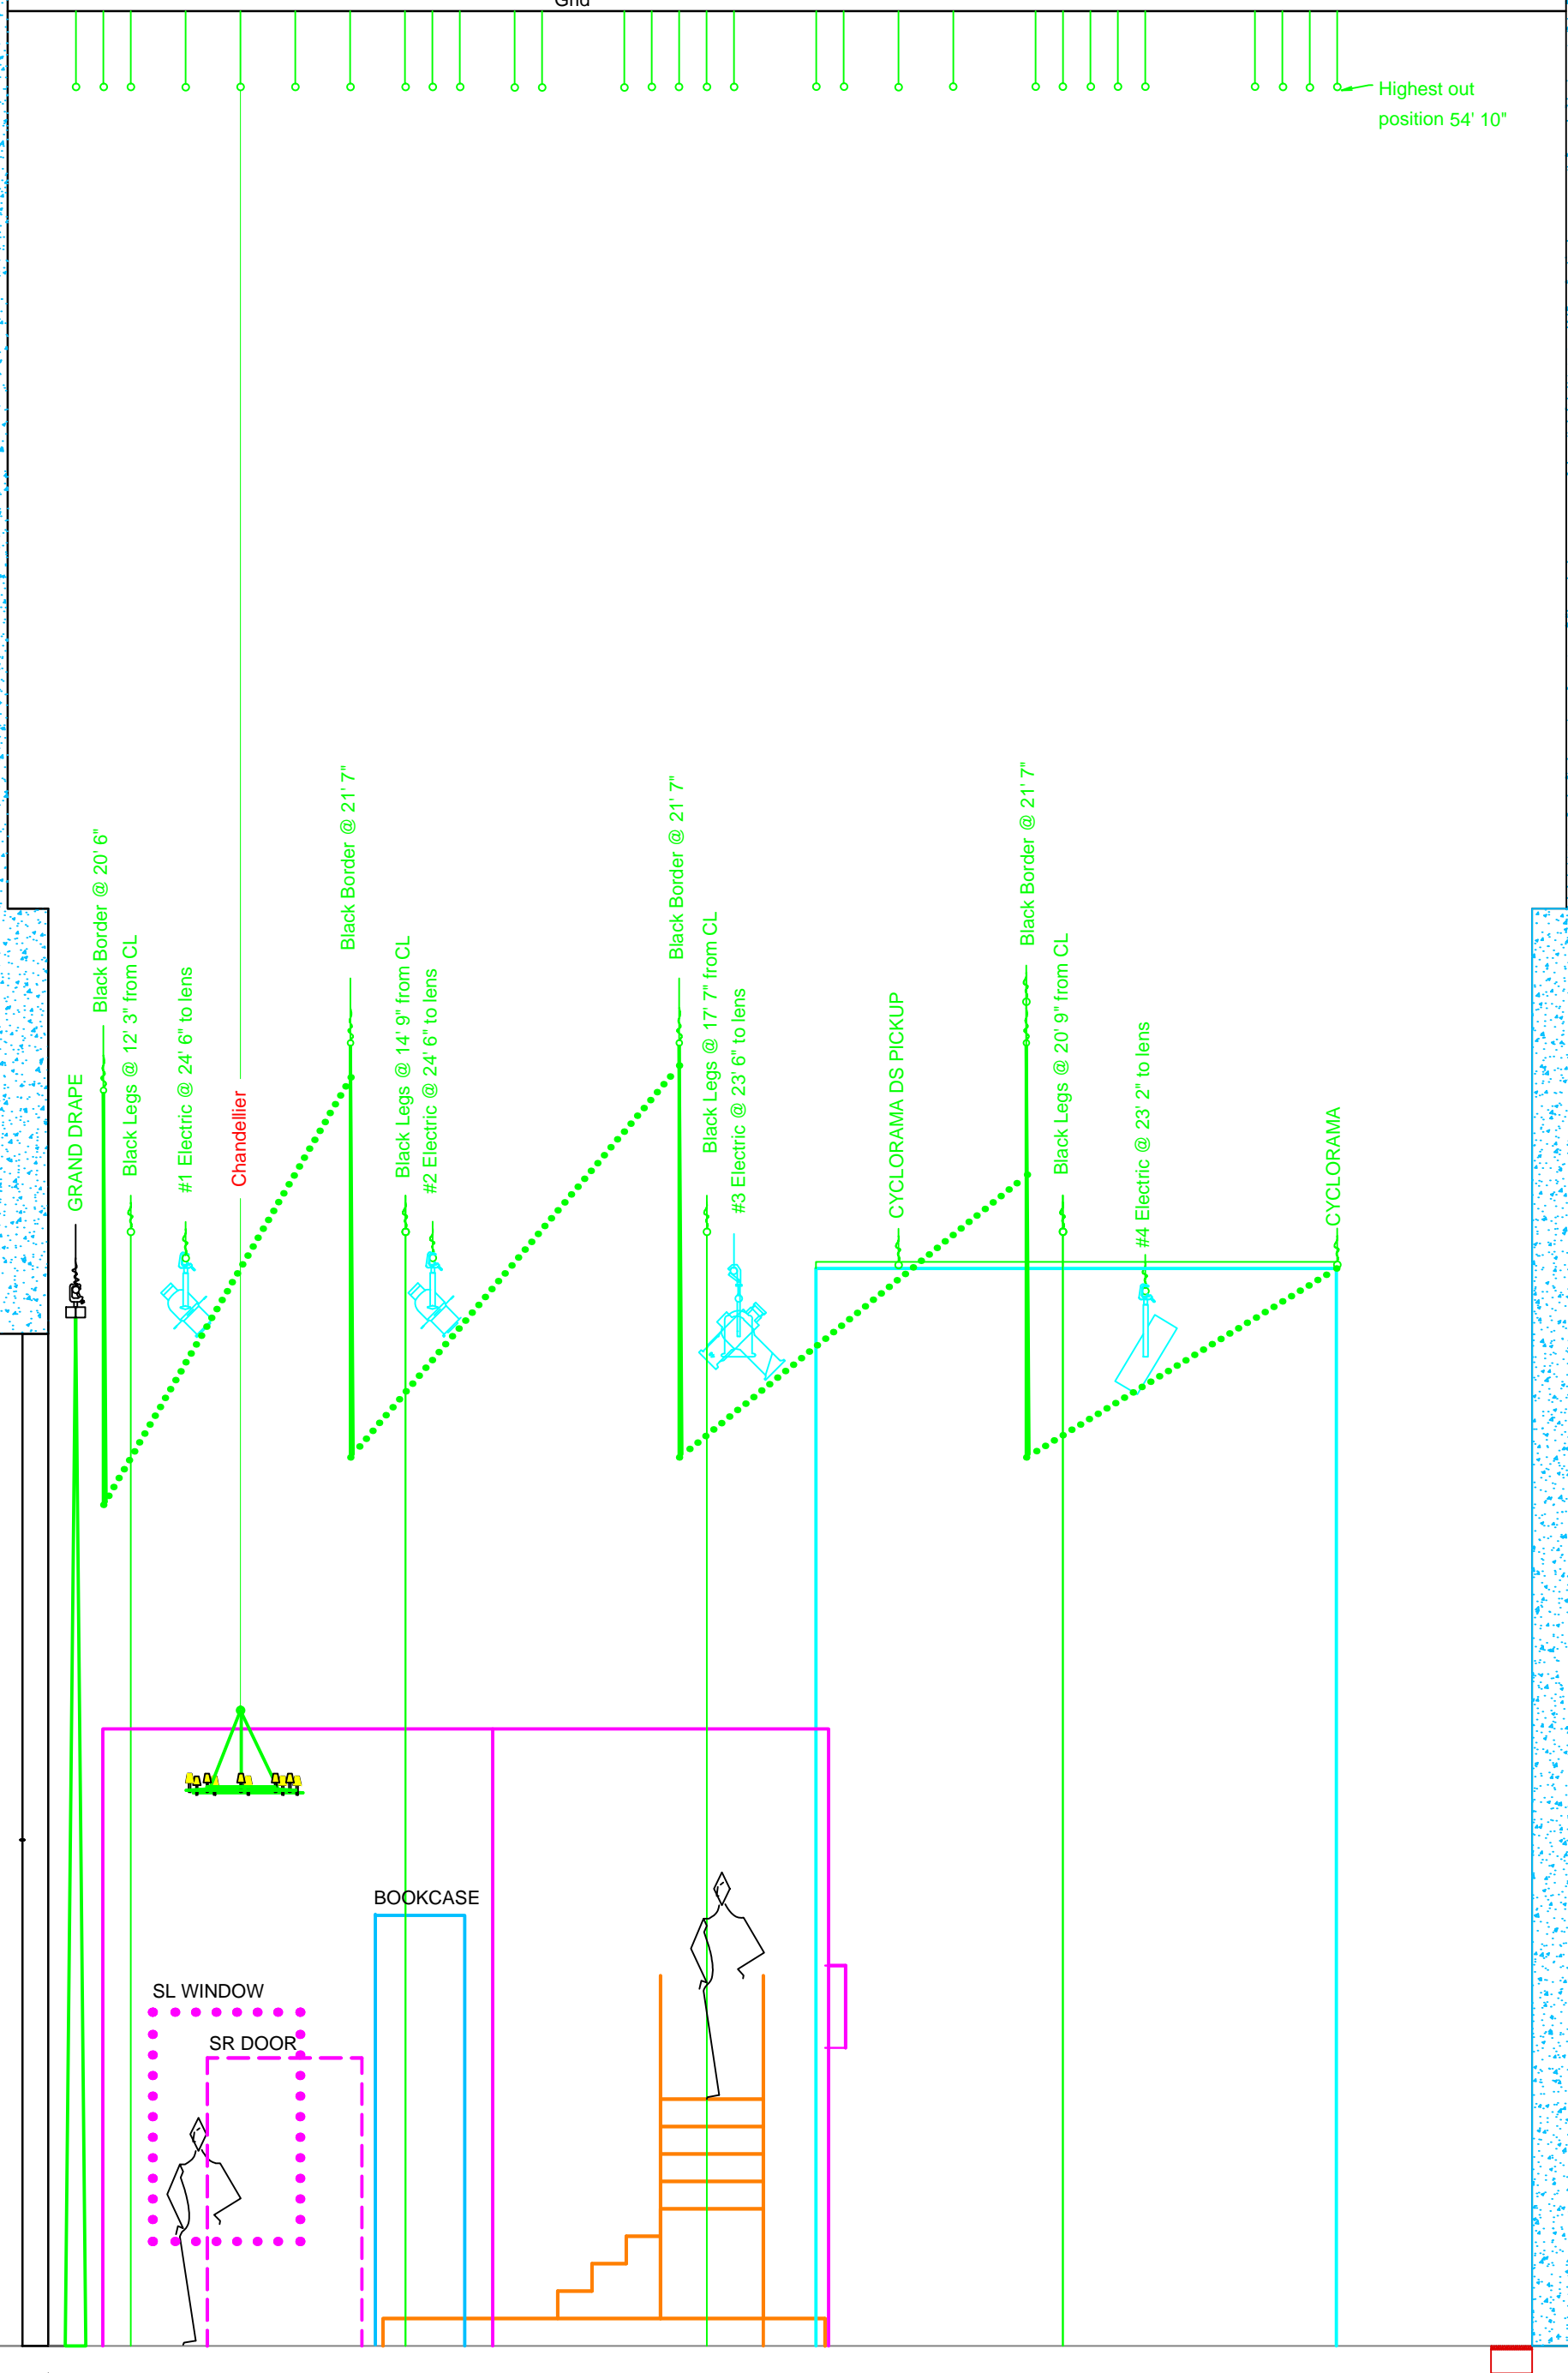 Grid
Highest out
position 54' 10"
GRAND DRAPE
Black Border @ 20' 6"
Black Legs @ 12' 3" from CL
#1 Electric @ 24' 6" to lens
Chandellier
Black Border @ 21' 7"
Black Legs @ 14' 9" from CL
#2 Electric @ 24' 6" to lens
Black Border @ 21' 7"
Black Legs @ 17' 7" from CL
#3 Electric @ 23' 6" to lens
CYCLORAMA DS PICKUP
Black Border @ 21' 7"
Black Legs @ 20' 9" from CL
#4 Electric @ 23' 2" to lens
CYCLORAMA
BOOKCASE
SL WINDOW
SR DOOR